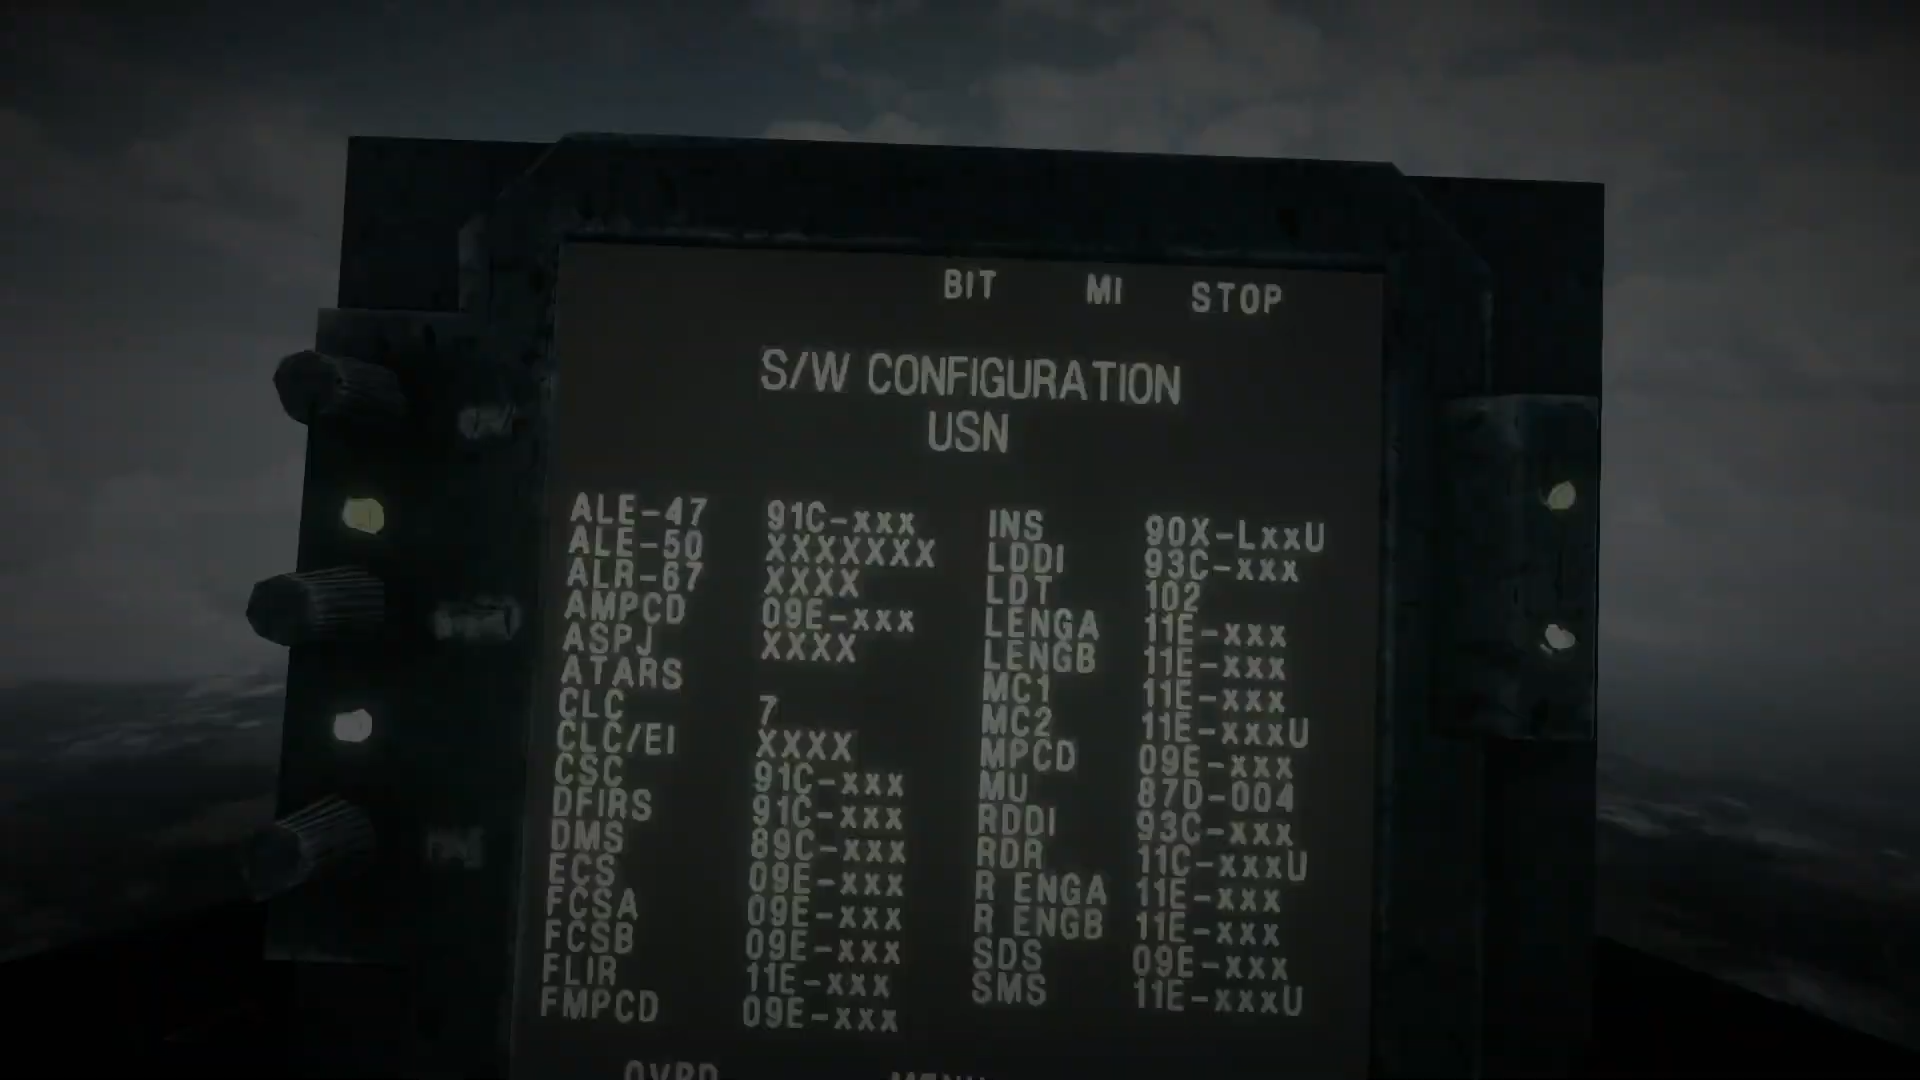 BIT MI STOP
S/W CONFIGURATION
USN
ALE-47 91C-xxx INS 90X-LxxU
ALE-50 XXXXXXX LDDI 93C-xxx
ALR-67 XXXX LDT 102
AMPCD 09E-xxx LENGA 11E-xxx
ASPJ XXXX LENGB 11E-xxx
ATARS MC1 11E-xxx
CLC 7 MC2 11E-xxxU
CLC/EI XXXX MPCD 09E-xxx
CSC 91C-xxx MU 87D-004
DFIRS 91C-xxx RDDI 93C-xxx
DMS 89C-xxx RDR 11C-xxxU
ECS 09E-xxx R ENGA 11E-xxx
FCSA 09E-xxx R ENGB 11E-xxx
FCSB 09E-xxx SDS 09E-xxx
FLIR 11E-xxx SMS 11E-xxxU
FMPCD 09E-xxx
OVRD MENU